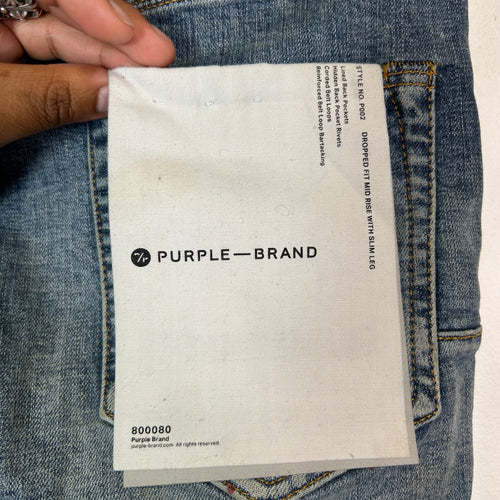 STYLE NO. P002 DROPPED FIT MID RISE WITH SLIM LEG
Lined Back Pockets
Hidden Back Pocket Rivets
Corded Belt Loops
Reinforced Belt Loop Bartacking
PURPLE—BRAND
800080
Purple Brand
purple-brand.com All rights reserved.